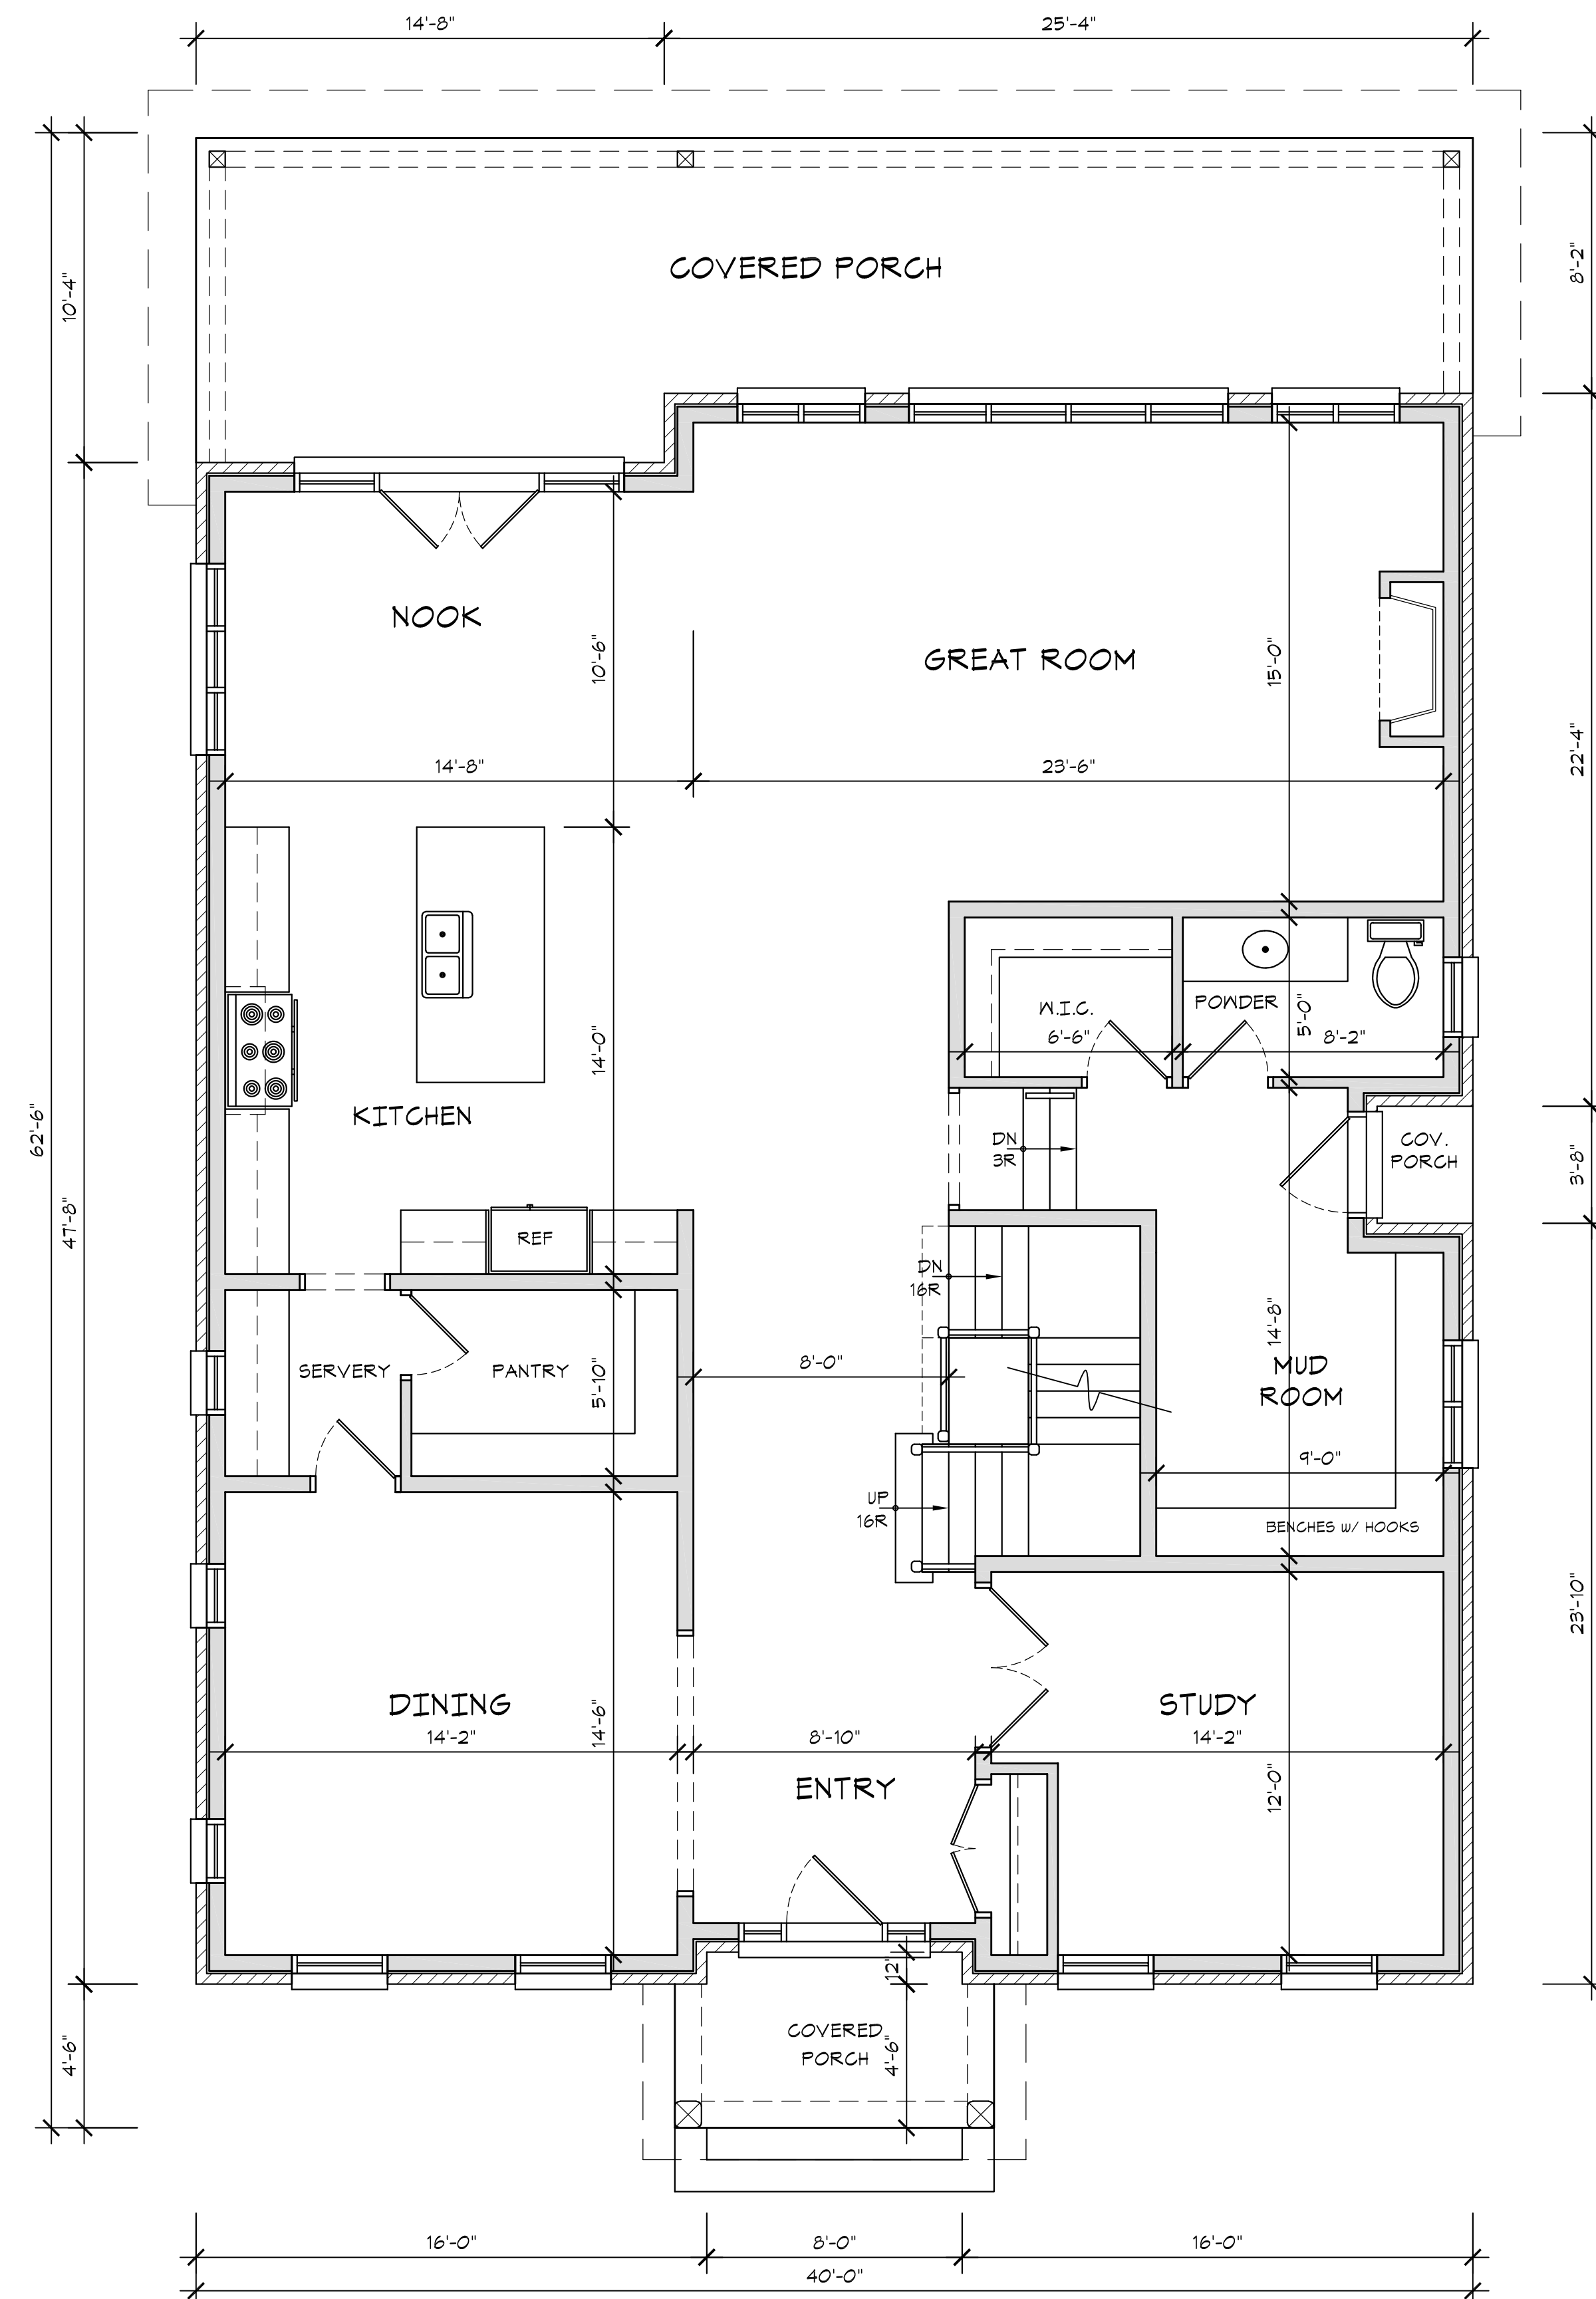 14'-8"
25'-4"
COVERED PORCH
10'-4"
8'-2"
NOOK
GREAT ROOM
10'-6"
15'-0"
22'-4"
14'-8"
23'-6"
W.I.C.
POWDER
6'-6"
5'-0"
8'-2"
14'-0"
KITCHEN
DN
3R
COV.
PORCH
3'-8"
62'-6"
47'-8"
REF
DN
16R
SERVERY
PANTRY
5'-10"
8'-0"
14'-8"
MUD
ROOM
9'-0"
UP
16R
BENCHES w/ HOOKS
23'-10"
DINING
14'-2"
14'-6"
8'-10"
ENTRY
STUDY
14'-2"
12'-0"
12"
COVERED
PORCH
4'-6"
4'-6"
16'-0"
8'-0"
16'-0"
40'-0"